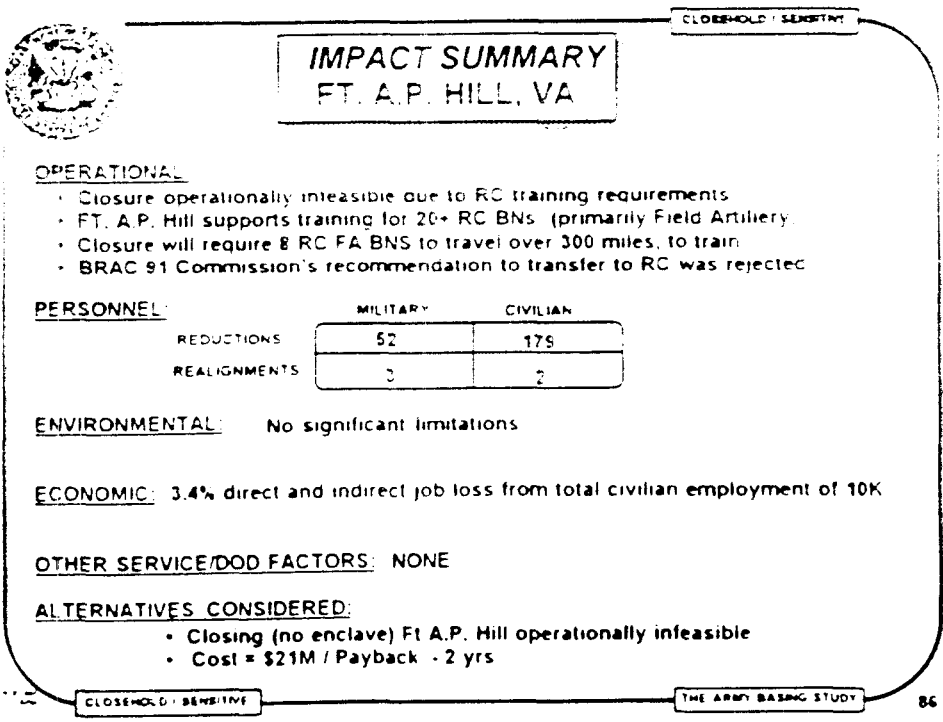 CLOSEHOLD / SENSITIVE
IMPACT SUMMARY
FT. A.P. HILL, VA
OPERATIONAL
· Closure operationally infeasible due to RC training requirements
· FT. A.P. Hill supports training for 20+ RC BNs (primarily Field Artillery
· Closure will require 8 RC FA BNS to travel over 300 miles, to train
· BRAC 91 Commission's recommendation to transfer to RC was rejected
PERSONNEL: MILITARY CIVILIAN
REDUCTIONS 52 179
REALIGNMENTS 2
ENVIRONMENTAL: No significant limitations
ECONOMIC: 3.4% direct and indirect job loss from total civilian employment of 10K
OTHER SERVICE/DOD FACTORS: NONE
ALTERNATIVES CONSIDERED:
· Closing (no enclave) Ft A.P. Hill operationally infeasible
· Cost = $21M / Payback - 2 yrs
CLOSEHOLD / SENSITIVE THE ARMY BASING STUDY 86